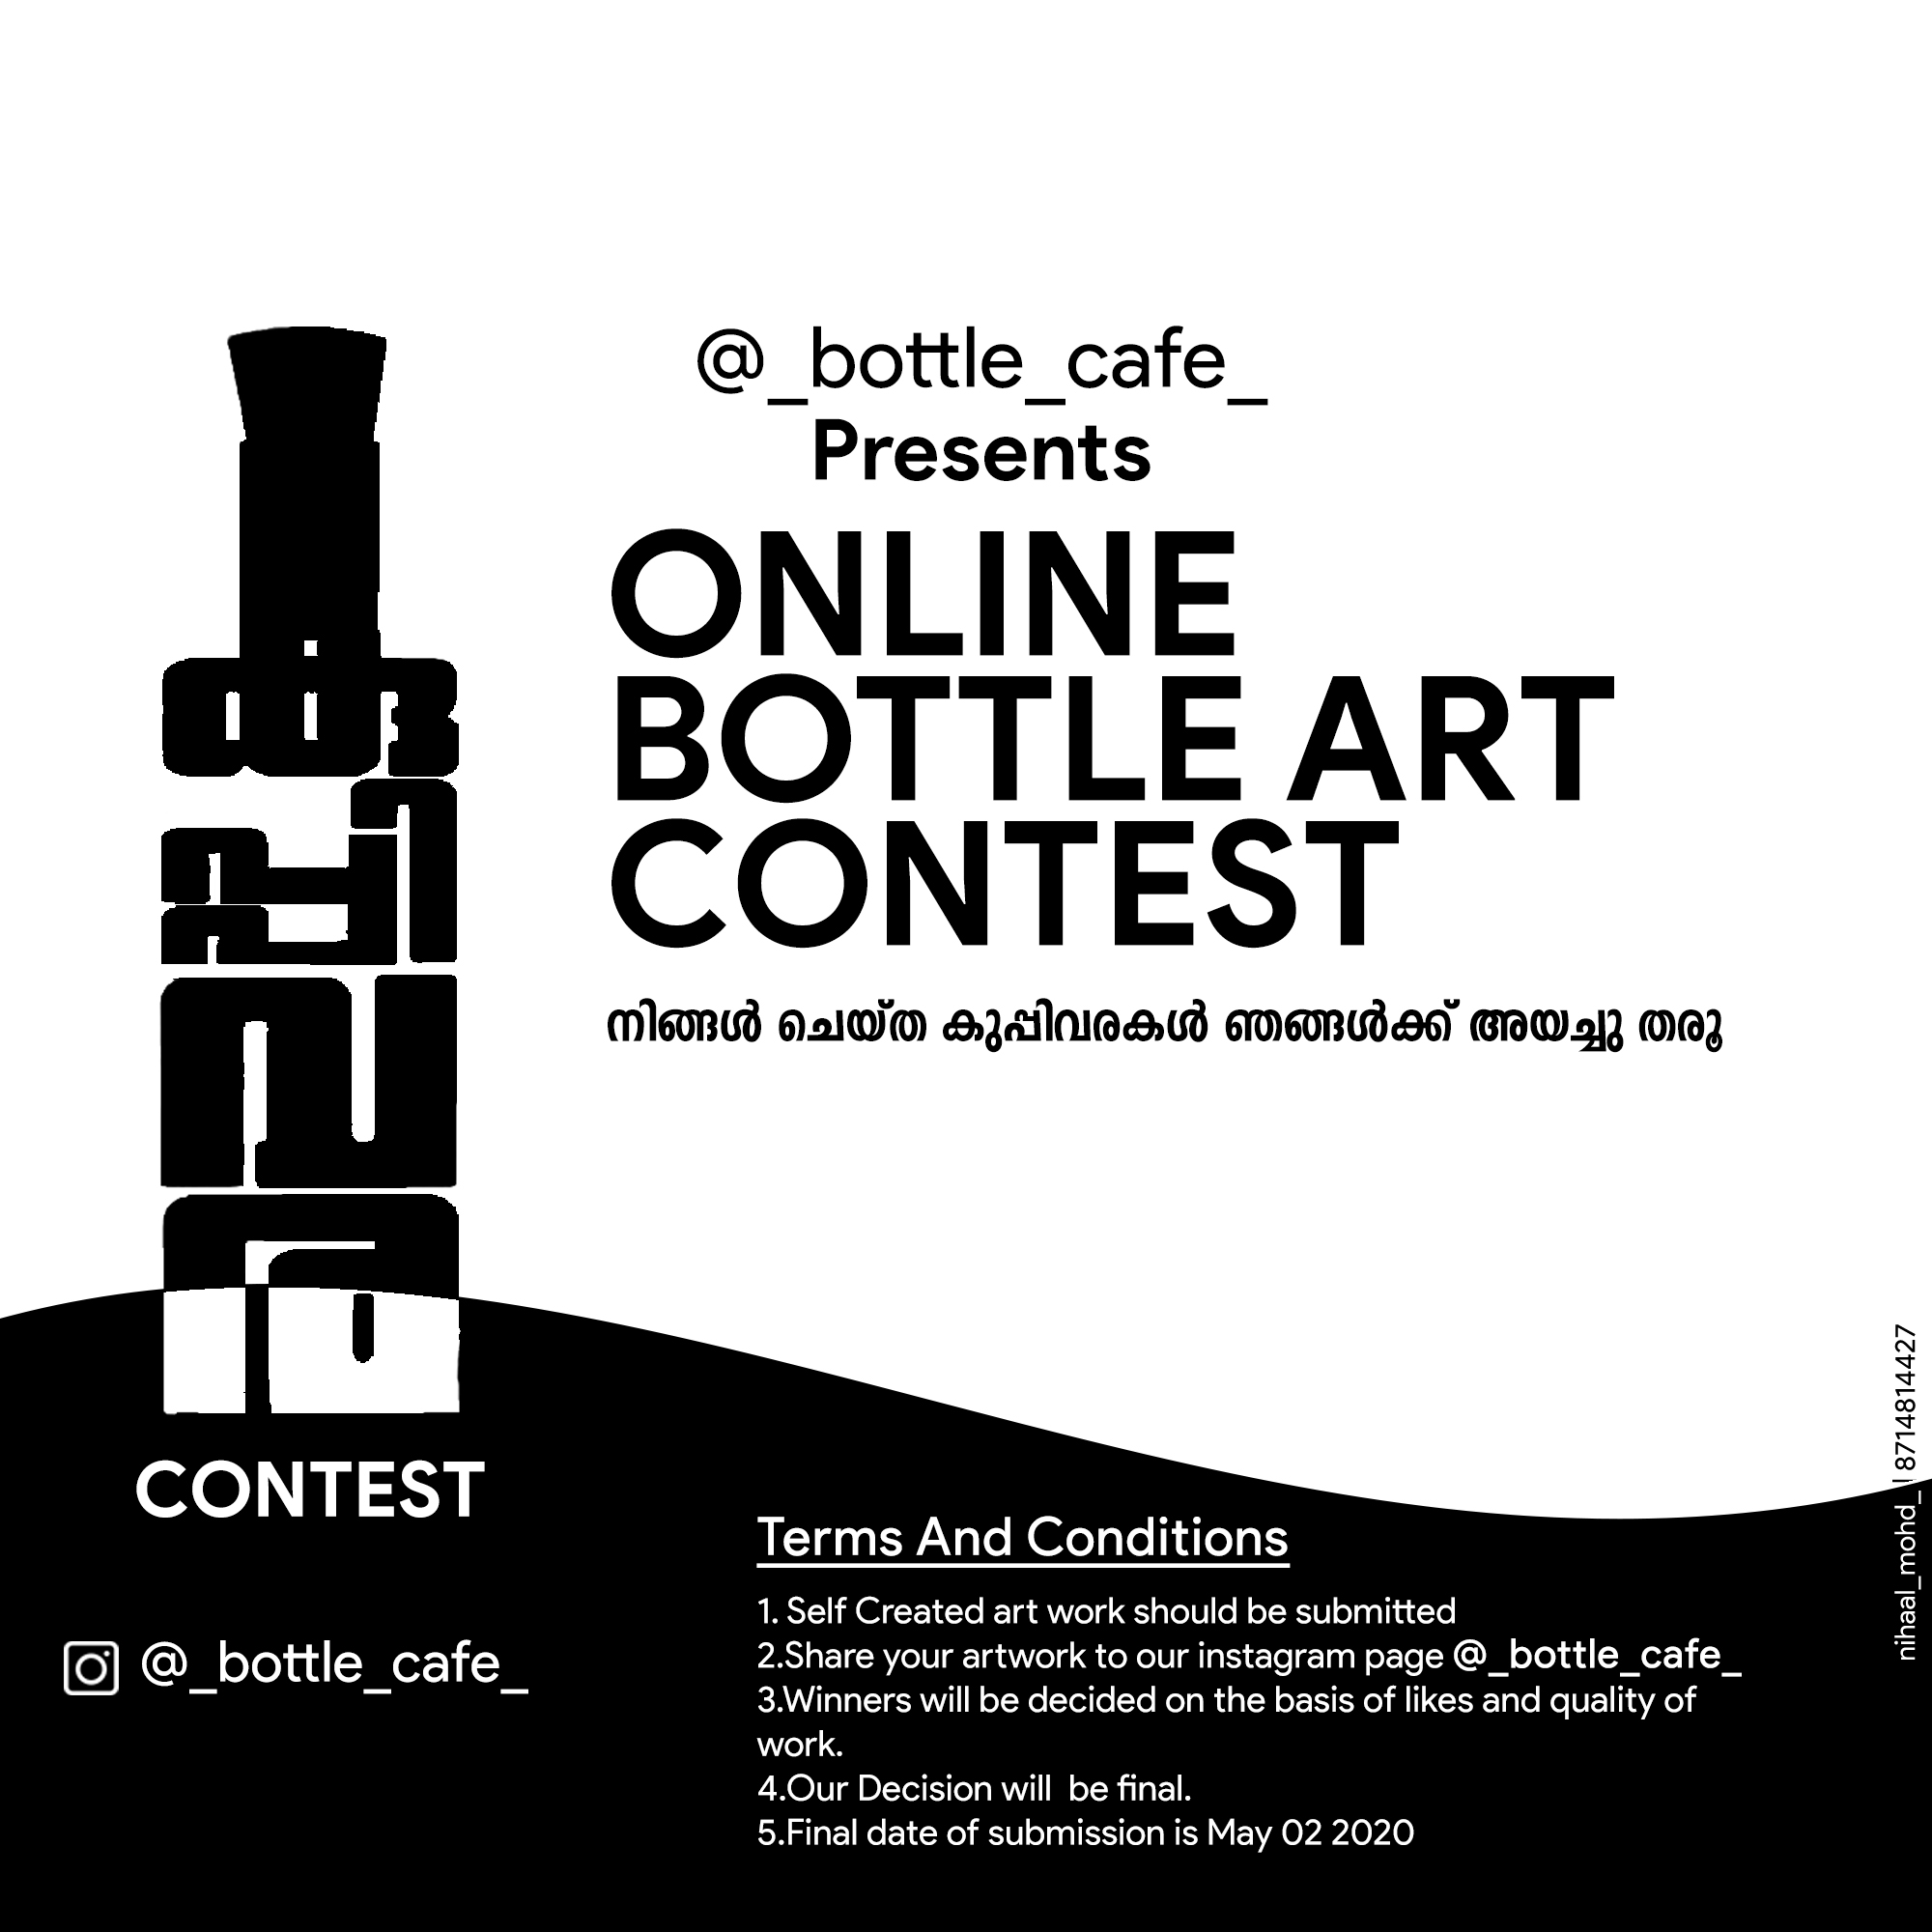 @_bottle_cafe_
Presents
ONLINE
BOTTLE ART
CONTEST
നിങ്ങൾ ചെയ്ത കുപ്പിവരകൾ ഞങ്ങൾക്ക് അയച്ചു തരൂ
കുപ്പിവര
CONTEST
@_bottle_cafe_
Terms And Conditions
1. Self Created art work should be submitted
2.Share your artwork to our instagram page @_bottle_cafe_
3.Winners will be decided on the basis of likes and quality of
work.
4.Our Decision will  be final.
5.Final date of submission is May 02 2020
nihaal_mohd_| 8714814427